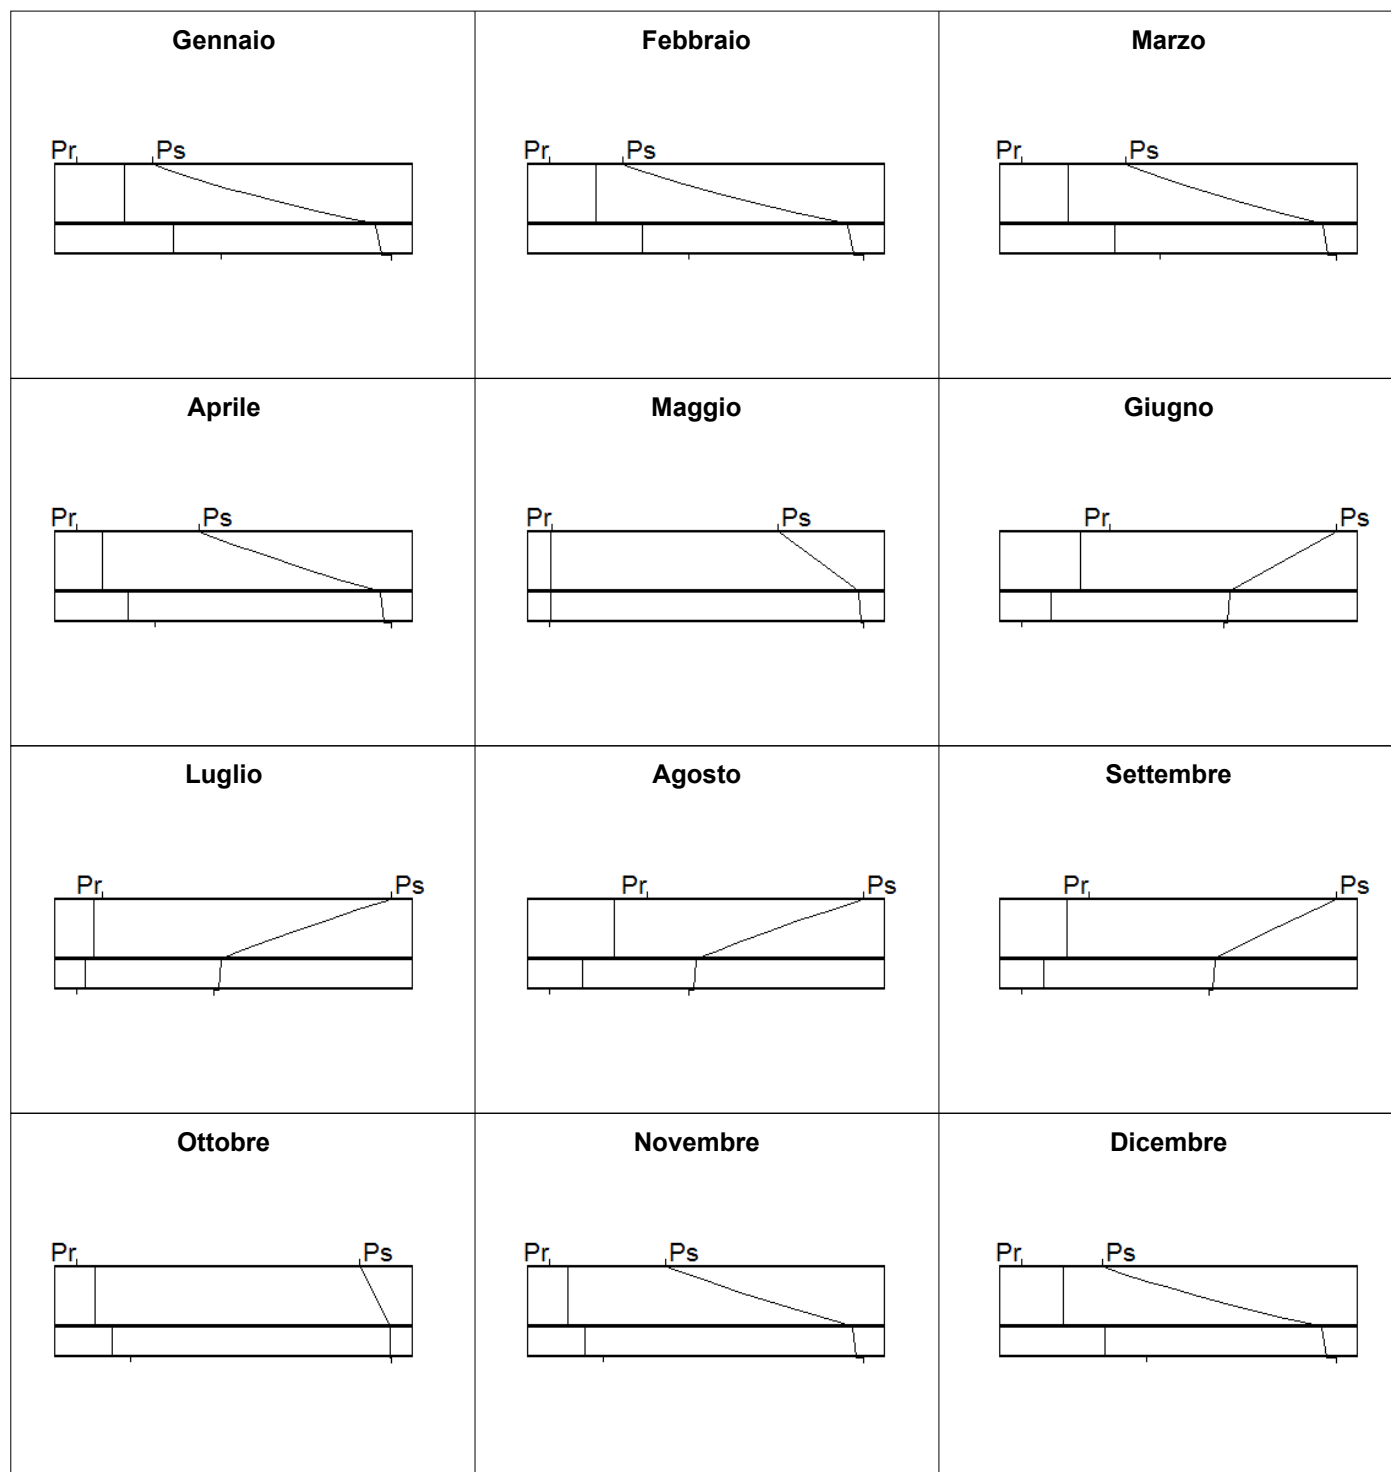 Gennaio
Febbraio
Marzo
Pr Ps
Pr Ps
Pr Ps
Aprile
Maggio
Giugno
Pr Ps
Pr Ps
Pr Ps
Luglio
Agosto
Settembre
Pr Ps
Pr Ps
Pr Ps
Ottobre
Novembre
Dicembre
Pr Ps
Pr Ps
Pr Ps